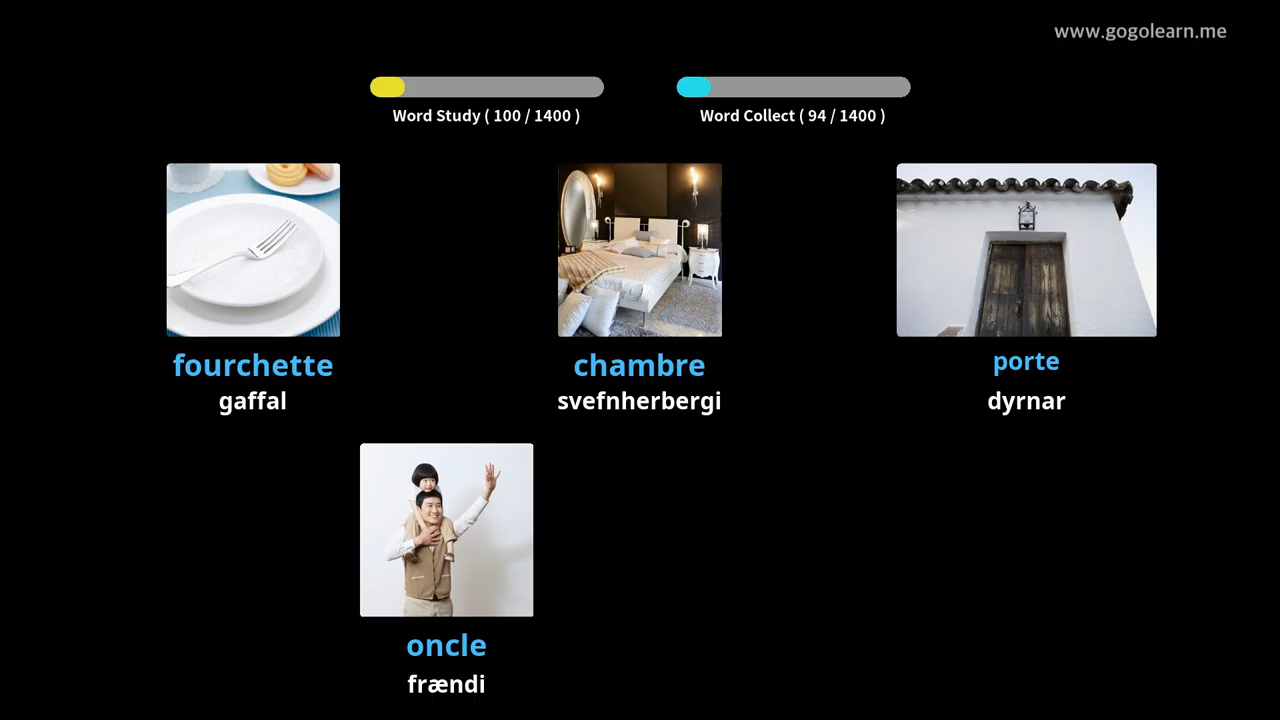 www.gogolearn.me
Word Study ( 100 / 1400 )
Word Collect ( 94 / 1400 )
fourchette
gaffal
chambre
svefnherbergi
porte
dyrnar
oncle
frændi